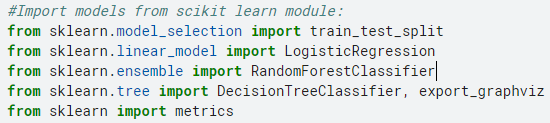 #Import models from scikit learn module:
from sklearn.model_selection import train_test_split
from sklearn.linear_model import LogisticRegression
from sklearn.ensemble import RandomForestClassifier
from sklearn.tree import DecisionTreeClassifier, export_graphviz
from sklearn import metrics